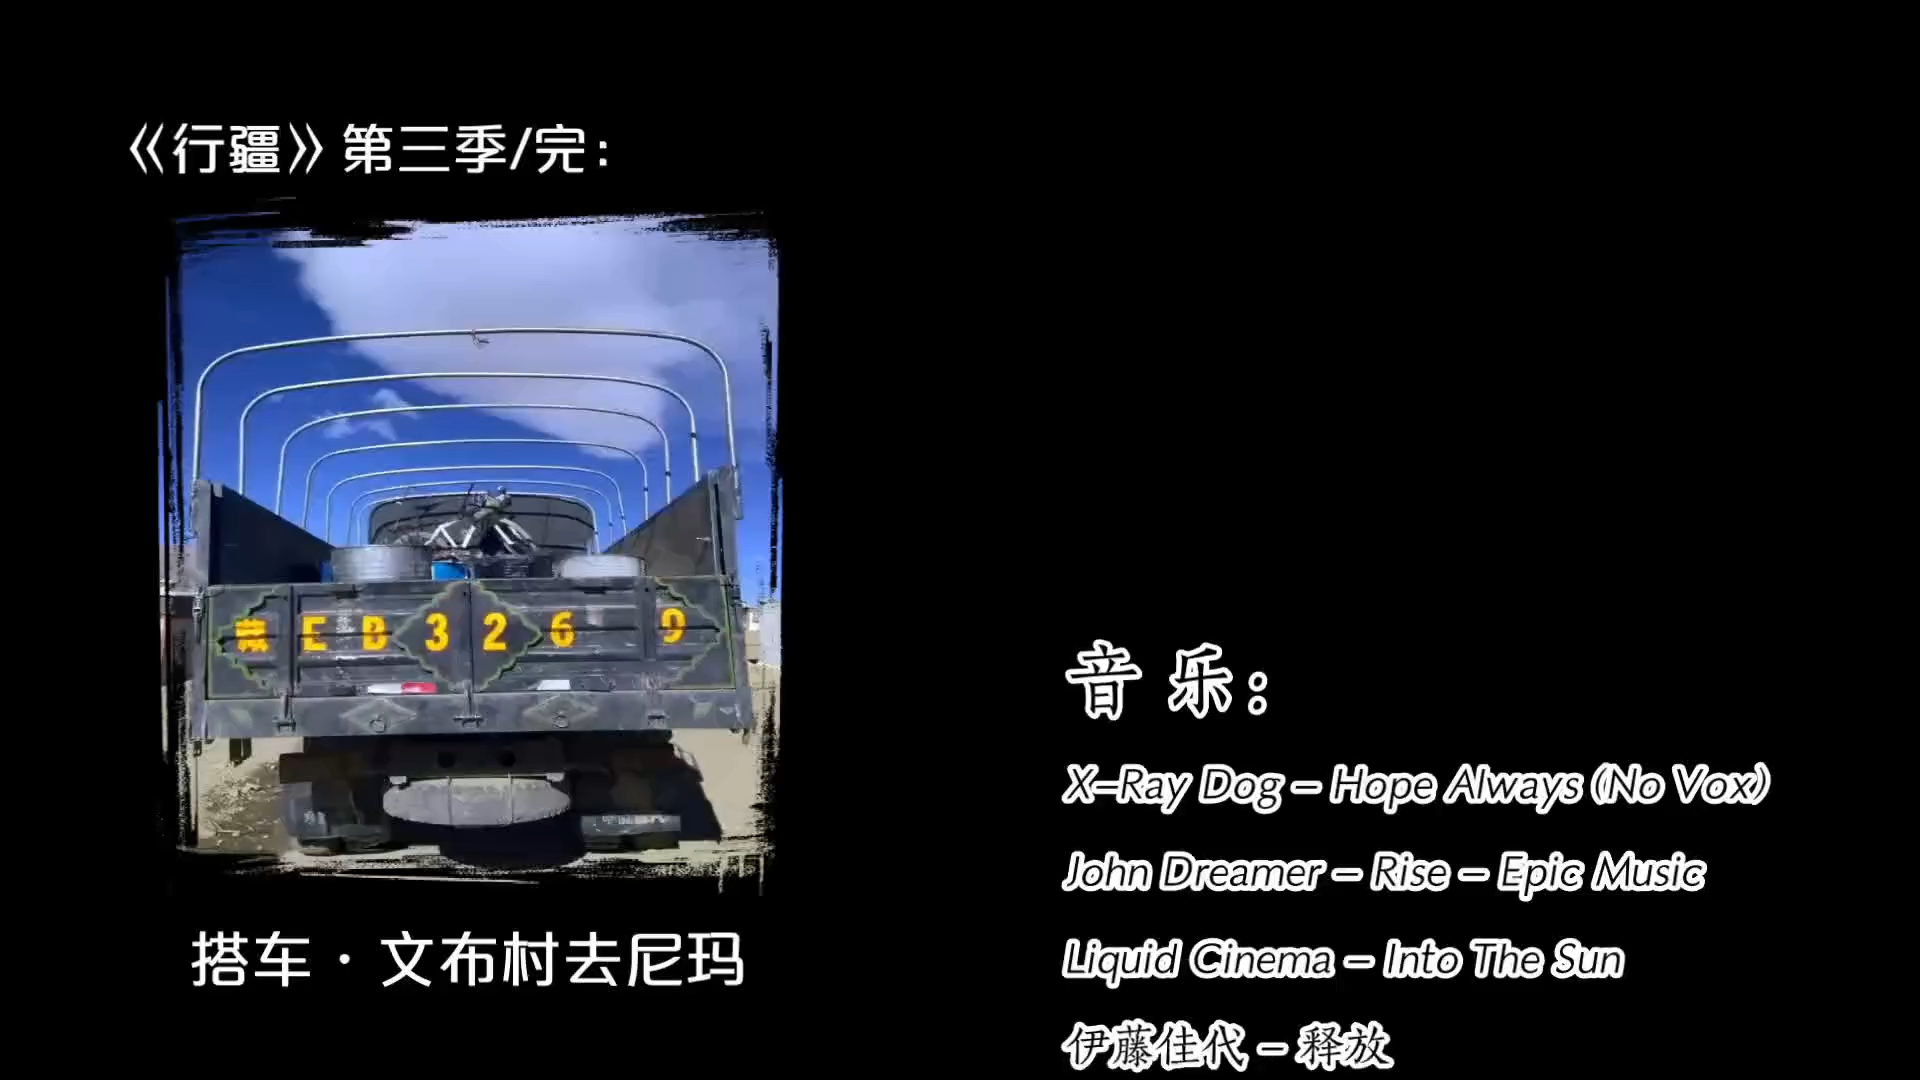 《行疆》第三季/完：
藏EB3269
搭车·文布村去尼玛
音 乐：
X-Ray Dog - Hope Always (No Vox)
John Dreamer - Rise - Epic Music
Liquid Cinema - Into The Sun
伊藤佳代 - 释放